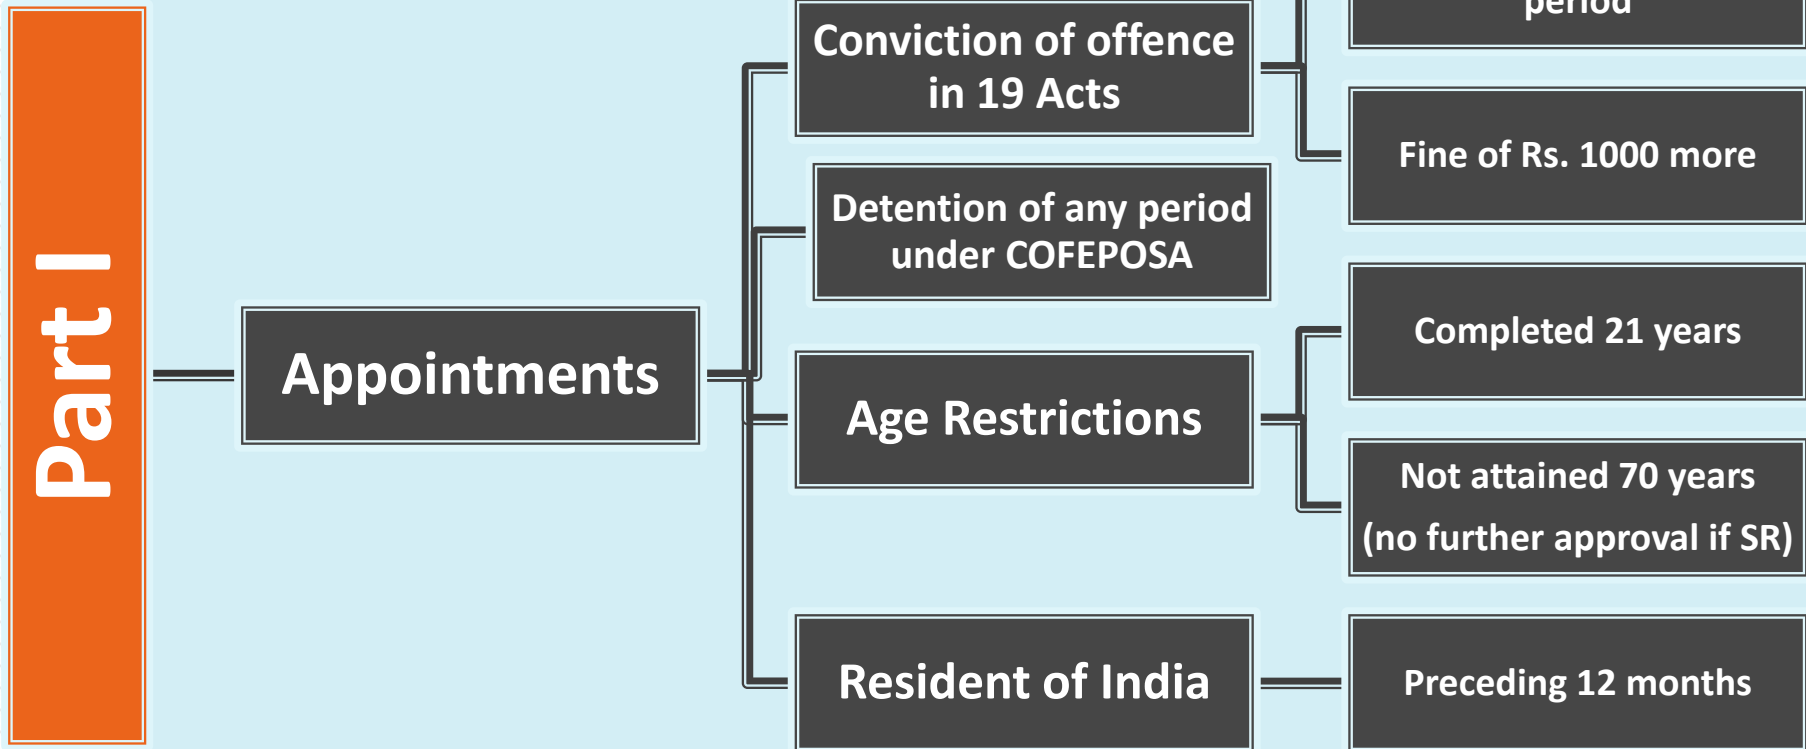 Part I
Appointments
Conviction of offence
in 19 Acts
period
Fine of Rs. 1000 more
Detention of any period
under COFEPOSA
Age Restrictions
Completed 21 years
Not attained 70 years
(no further approval if SR)
Resident of India
Preceding 12 months